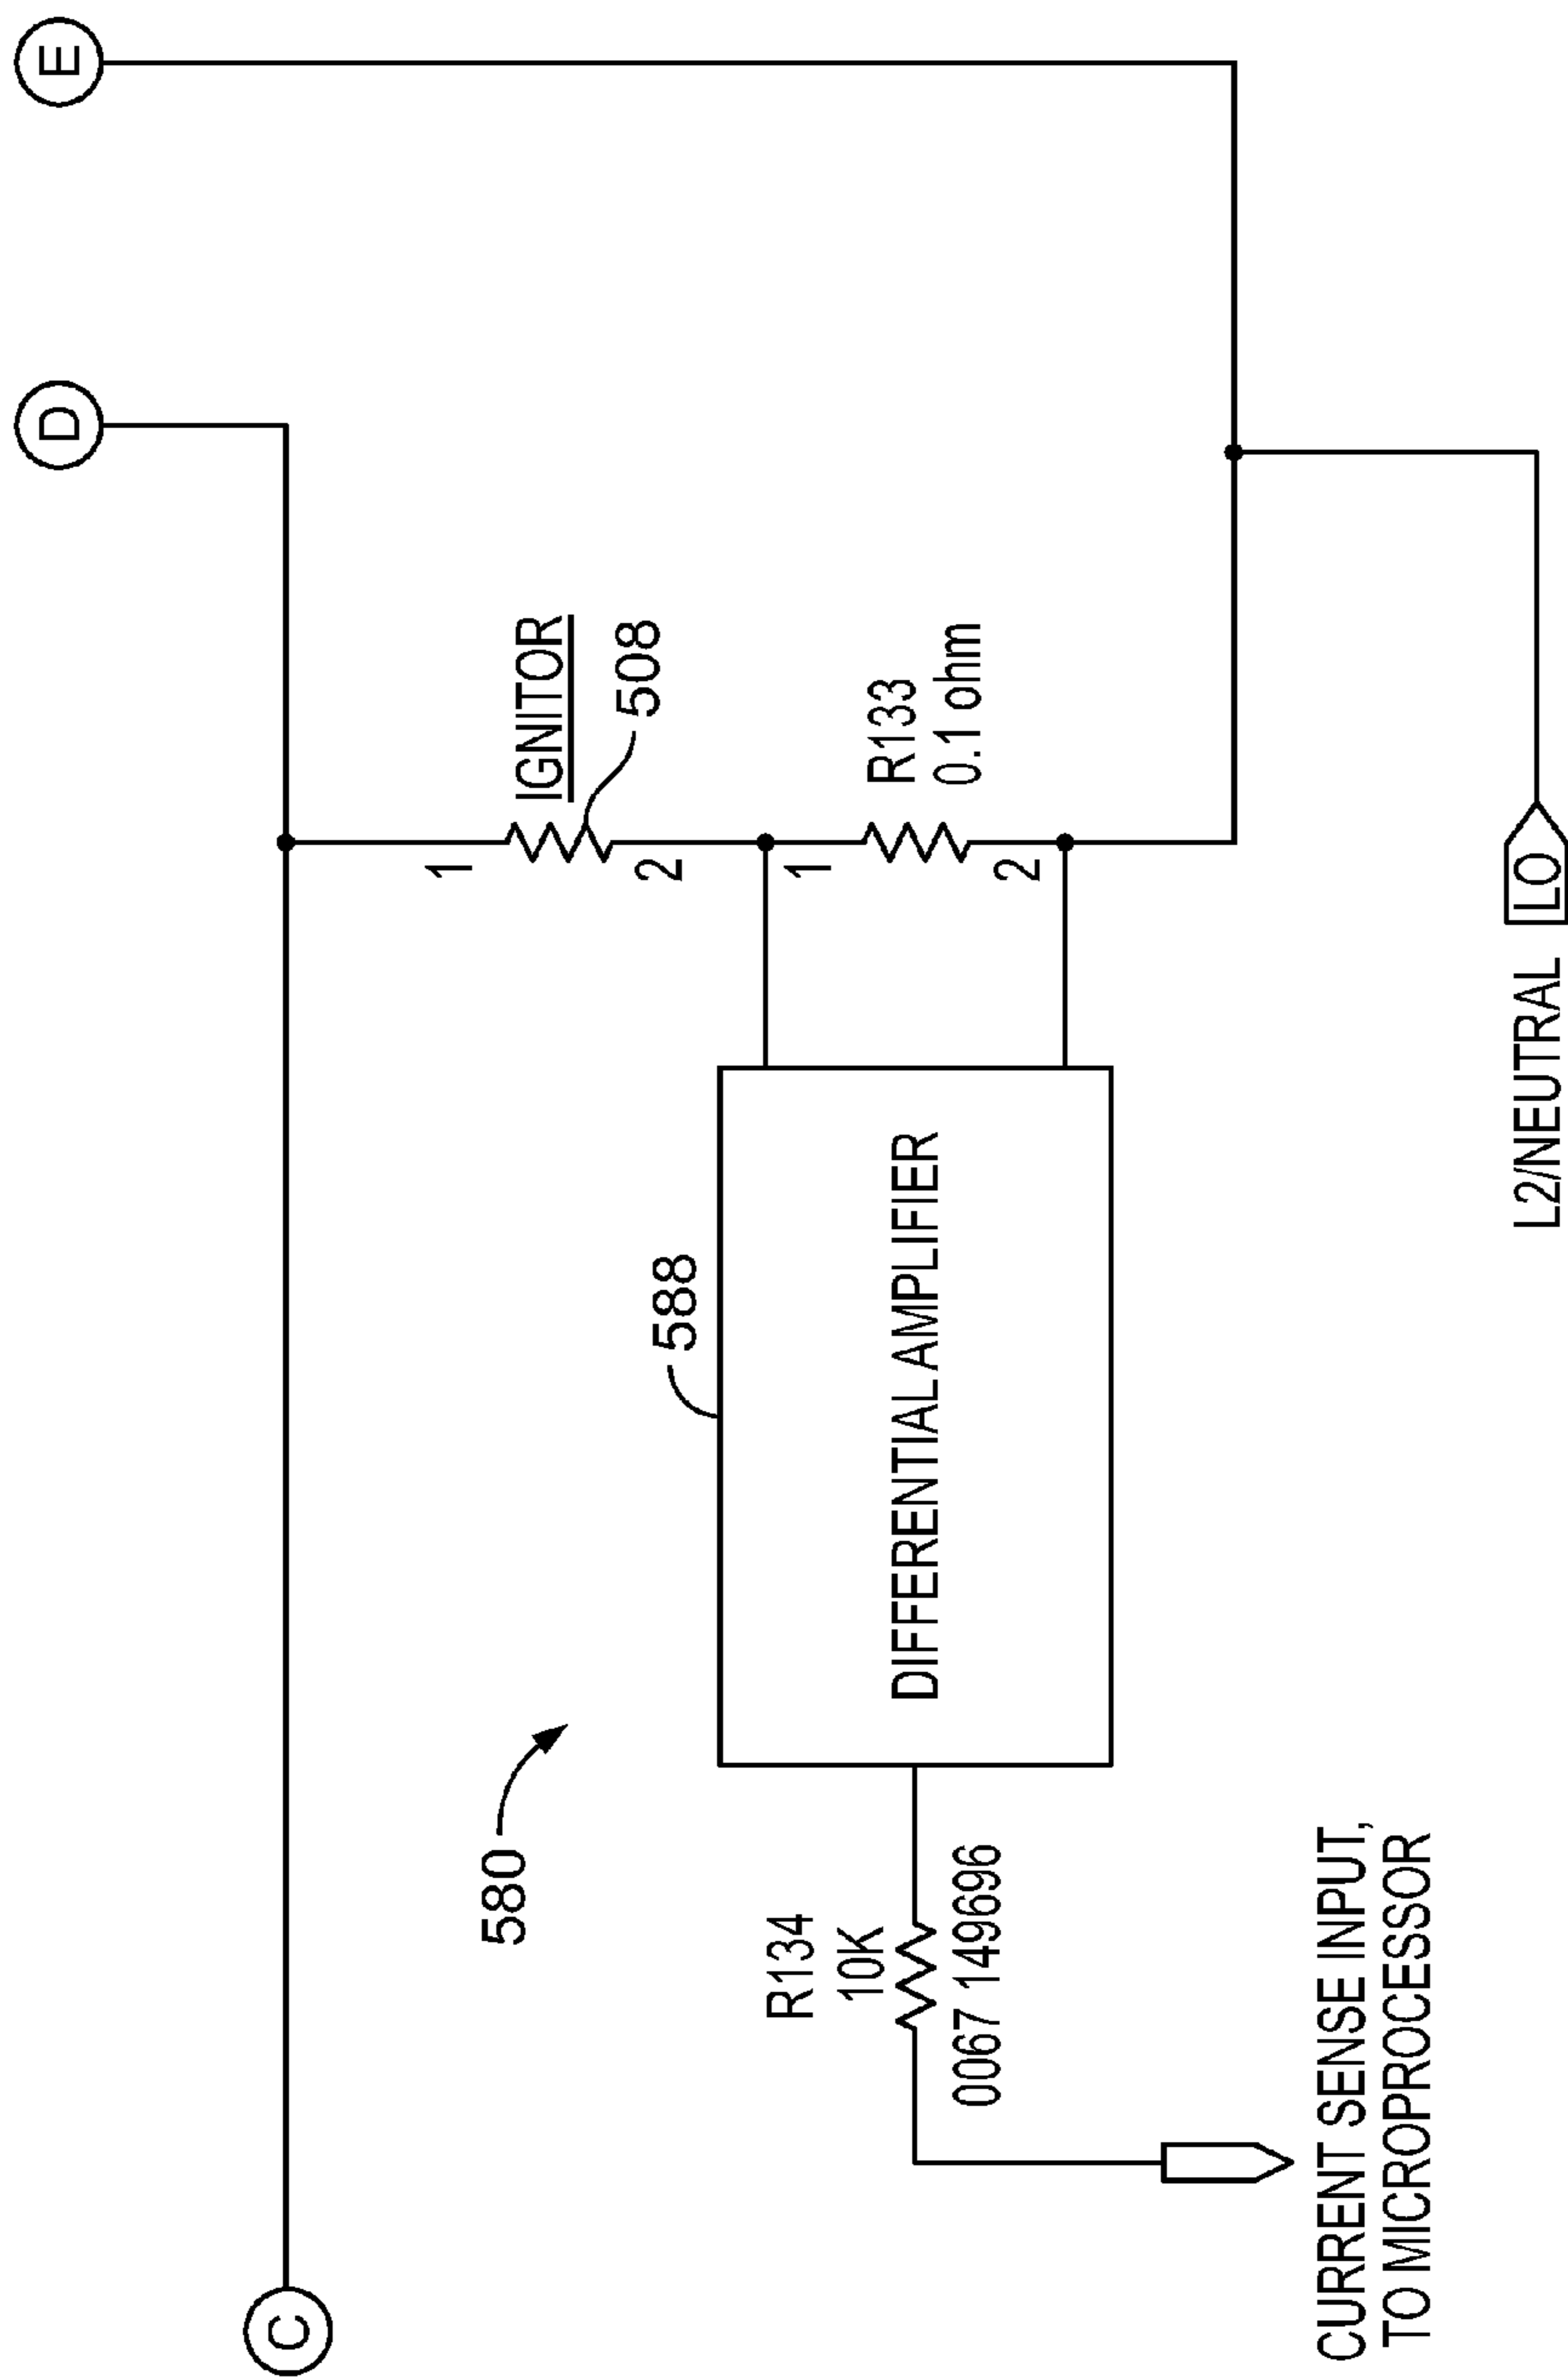 C
D
E
IGNITOR
508
1
2
1
2
R133
0.1 ohm
580
588
DIFFERENTIAL AMPLIFIER
R134
10K
0067 149696
CURRENT SENSE INPUT,
TO MICROPROCESSOR
L2/NEUTRAL LO